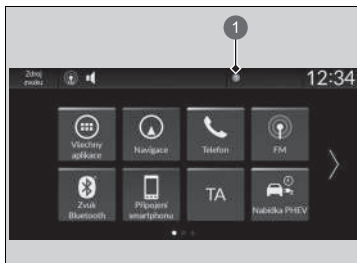 1
Zdroj
zvuku
12:34
Všechny
aplikace
Navigace
Telefon
FM
Zvuk
Bluetooth
Připojení
smartphonu
TA
Nabídka PHEV